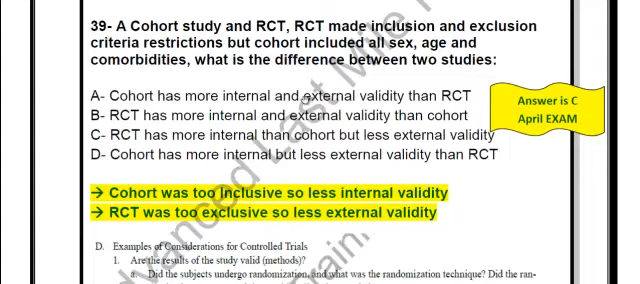 39- A Cohort study and RCT, RCT made inclusion and exclusion
criteria restrictions but cohort included all sex, age and
comorbidities, what is the difference between two studies:
A- Cohort has more internal and external validity than RCT
B- RCT has more internal and external validity than cohort
C- RCT has more internal than cohort but less external validity
D- Cohort has more internal but less external validity than RCT
Answer is C
April EXAM
→ Cohort was too Inclusive so less internal validity
→ RCT was too exclusive so less external validity
D. Examples of Considerations for Controlled Trials
1. Are the results of the study valid (methods)?
a. Did the subjects undergo randomization, and what was the randomization technique? Did the ran-